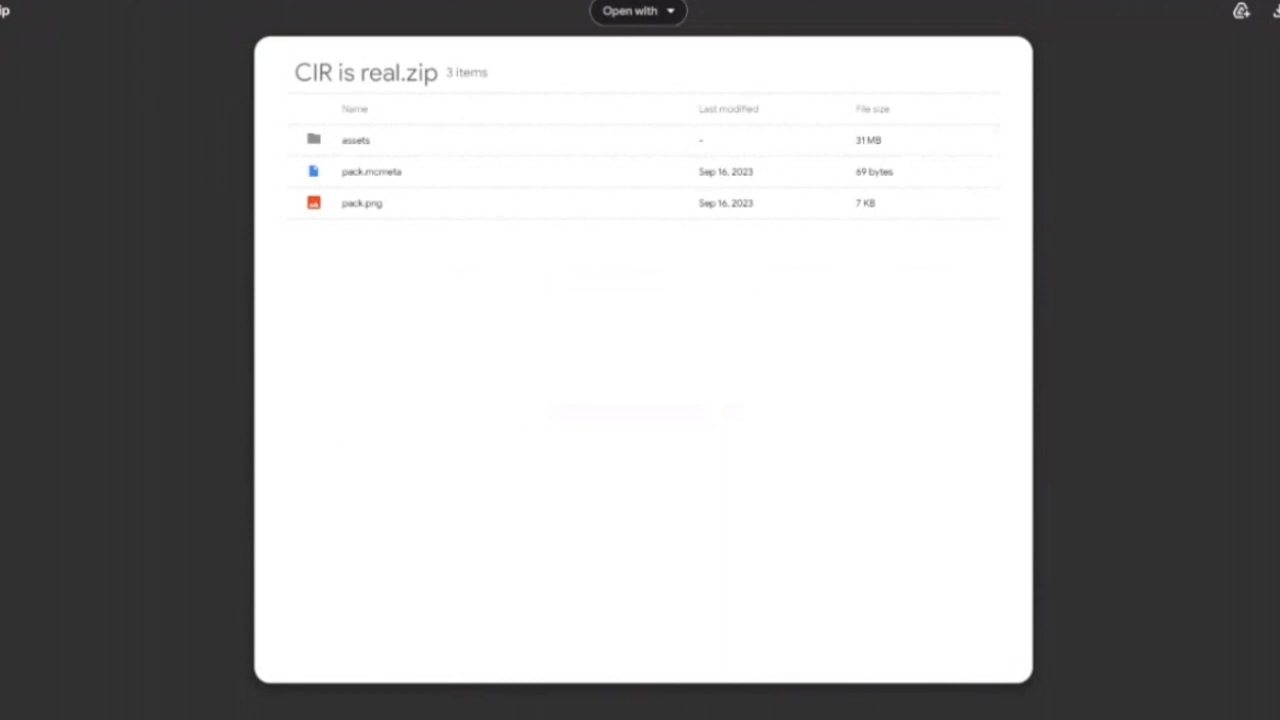 ip
Open with
CIR is real.zip 3 items
Name Last modified File size
assets - 31 MB
pack.mcmeta Sep 16, 2023 69 bytes
pack.png Sep 16, 2023 7 KB